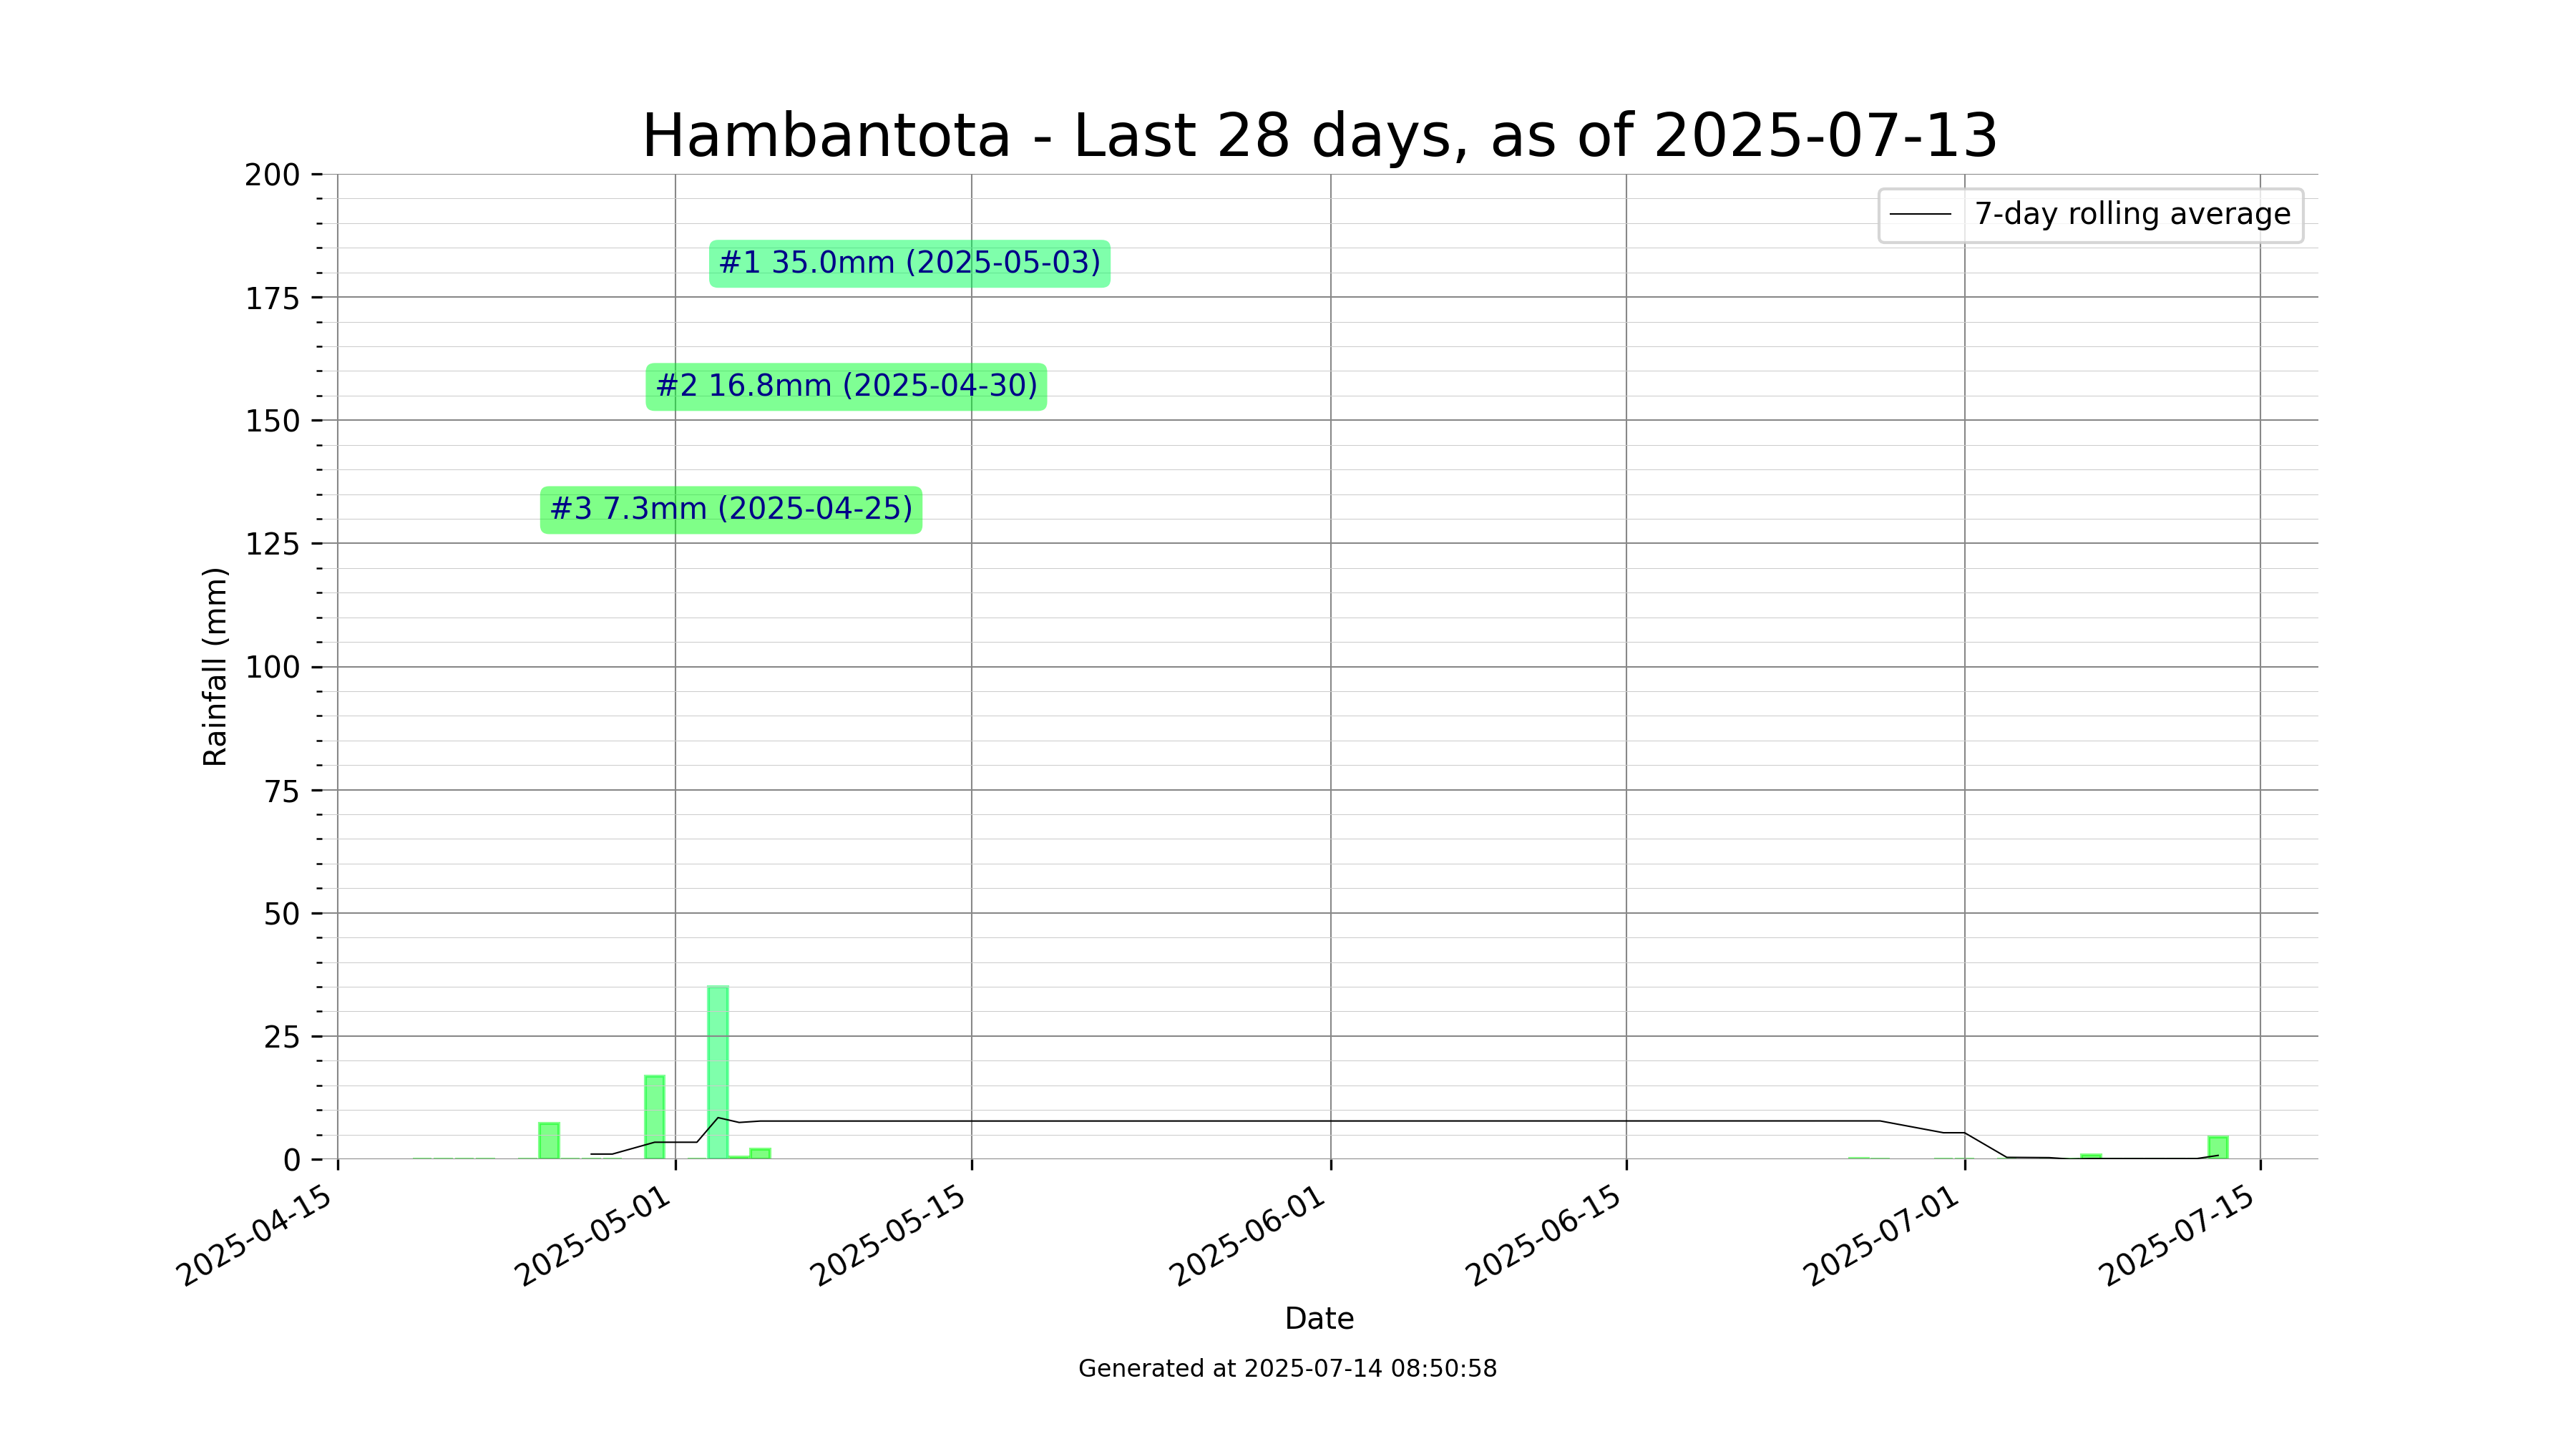 Hambantota - Last 28 days, as of 2025-07-13
7-day rolling average
#1 35.0mm (2025-05-03)
#2 16.8mm (2025-04-30)
#3 7.3mm (2025-04-25)
Rainfall (mm)
200
175
150
125
100
75
50
25
0
2025-04-15
2025-05-01
2025-05-15
2025-06-01
2025-06-15
2025-07-01
2025-07-15
Date
Generated at 2025-07-14 08:50:58